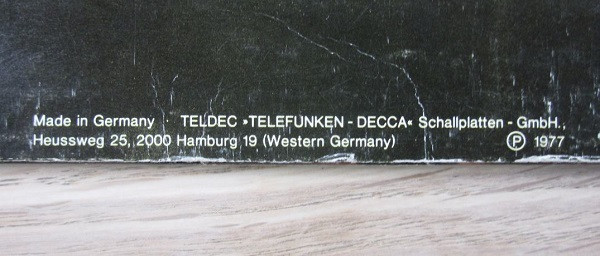 Made in Germany · TELDEC »TELEFUNKEN - DECCA« Schallplatten - GmbH.,
Heussweg 25, 2000 Hamburg 19 (Western Germany) ℗ 1977